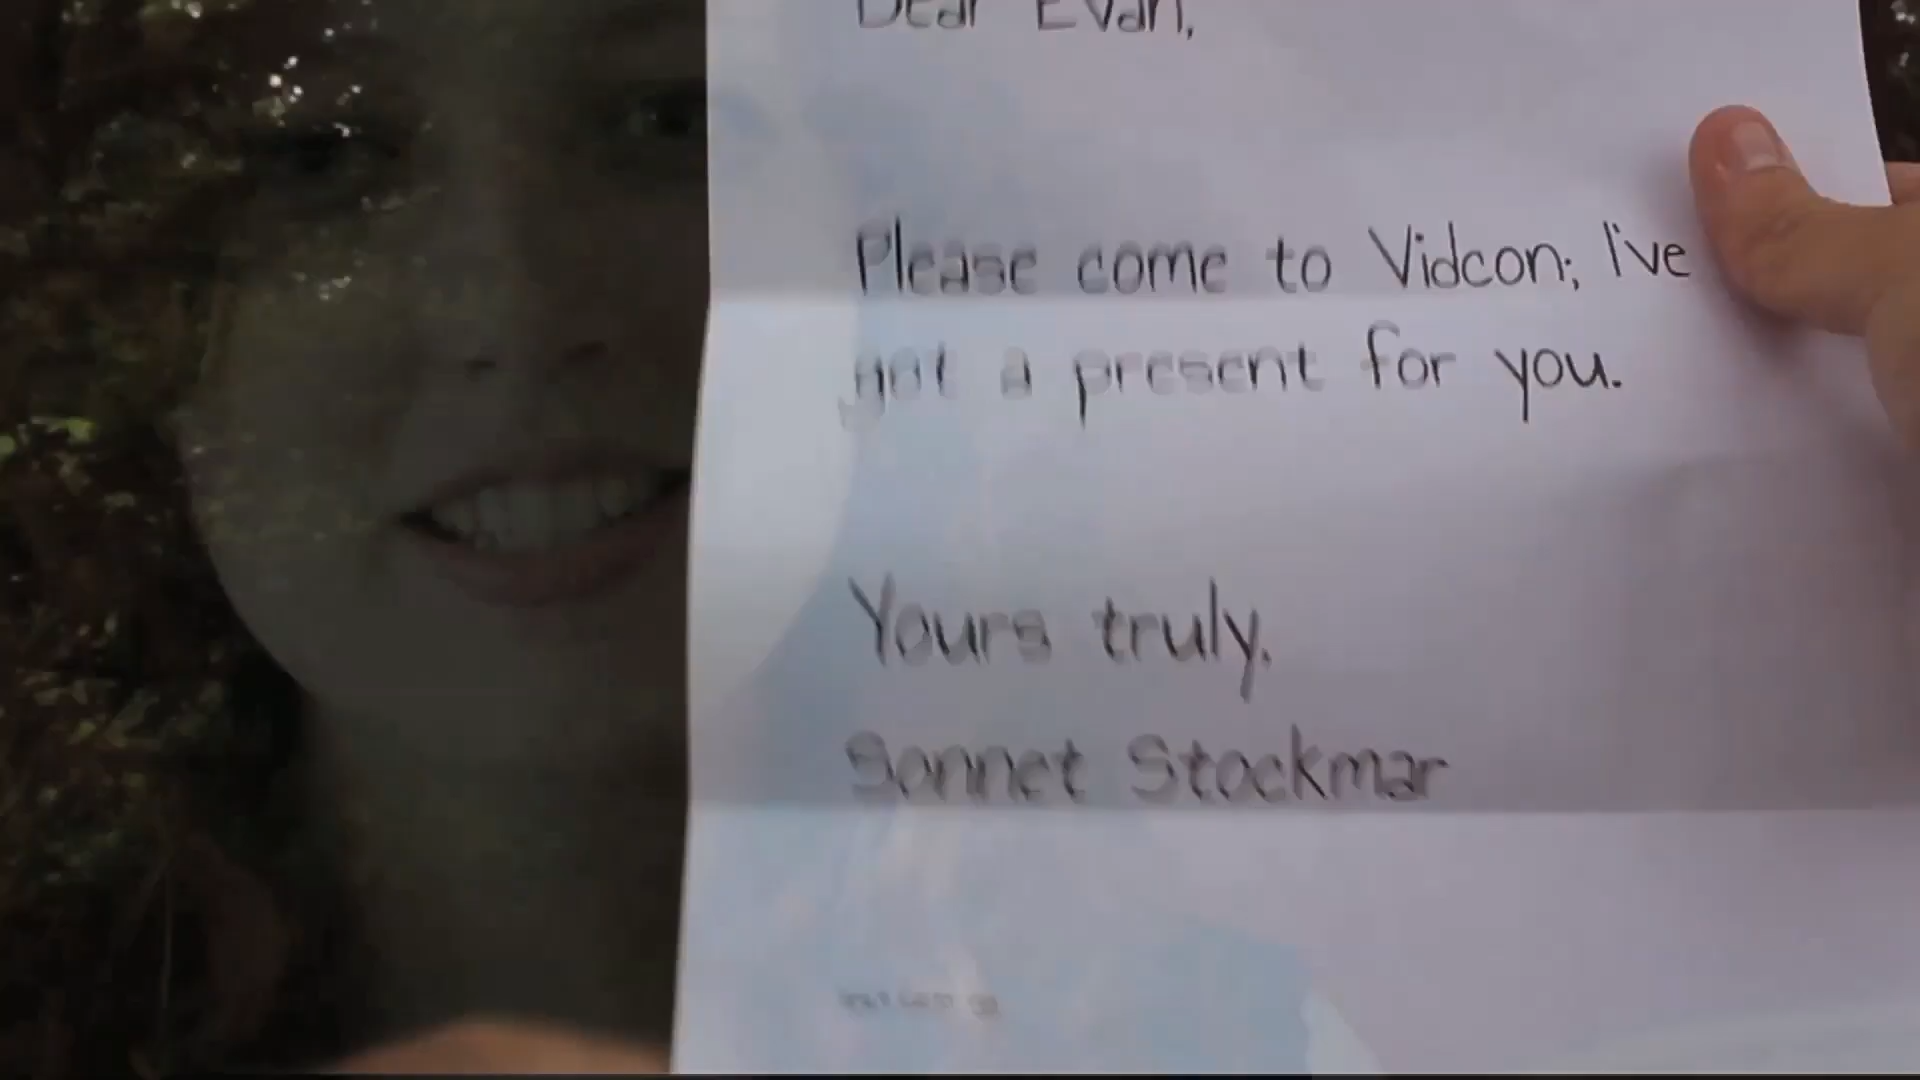 Dear Evan,
Please come to Vidcon; I've
got a present for you.
Yours truly,
Sonnet Stockmar